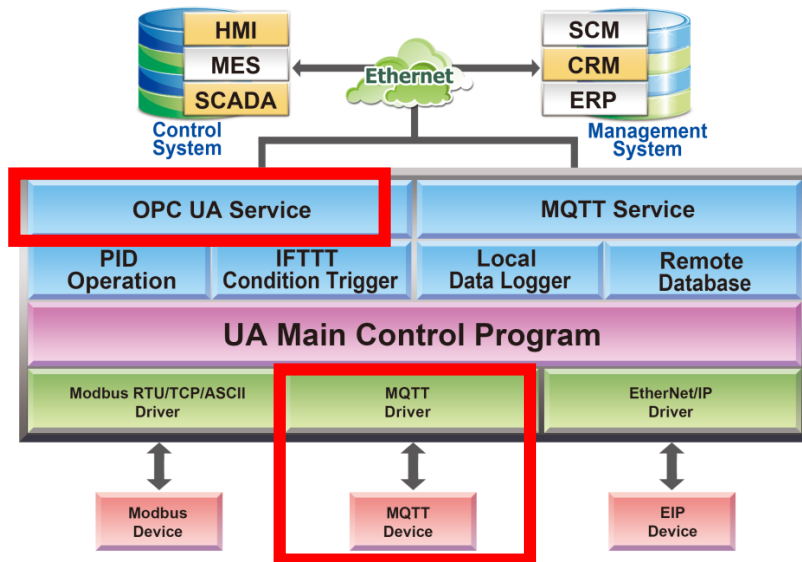 HMI
MES
SCADA
Control
System
Ethernet
SCM
CRM
ERP
Management
System
OPC UA Service
MQTT Service
PID
Operation
IFTTT
Condition Trigger
Local
Data Logger
Remote
Database
UA Main Control Program
Modbus RTU/TCP/ASCII
Driver
MQTT
Driver
EtherNet/IP
Driver
Modbus
Device
MQTT
Device
EIP
Device